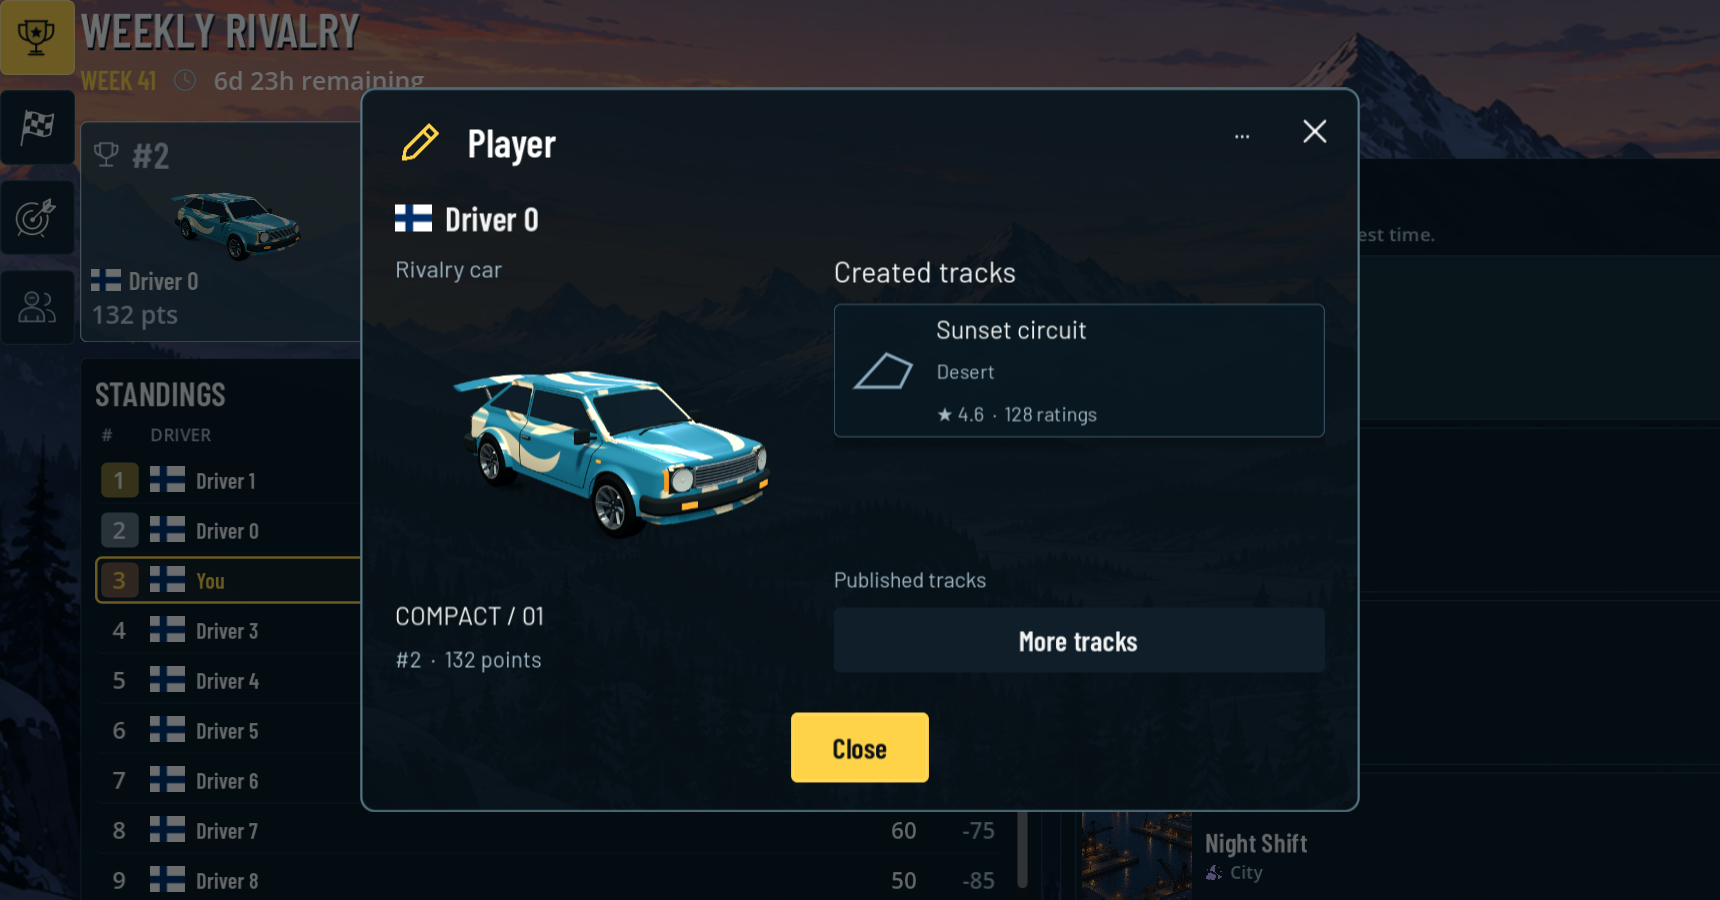 WEEKLY RIVALRY
WEEK 41 6d 23h remaining
#2
Driver 0
132 pts
STANDINGS
# DRIVER
1 Driver 1
2 Driver 0
3 You
4 Driver 3
5 Driver 4
6 Driver 5
7 Driver 6
8 Driver 7 60 -75
9 Driver 8 50 -85
Player
...
Driver 0
Rivalry car
COMPACT / 01
#2 · 132 points
Created tracks
Sunset circuit
Desert
★ 4.6 · 128 ratings
Published tracks
More tracks
Close
est time.
Night Shift
City